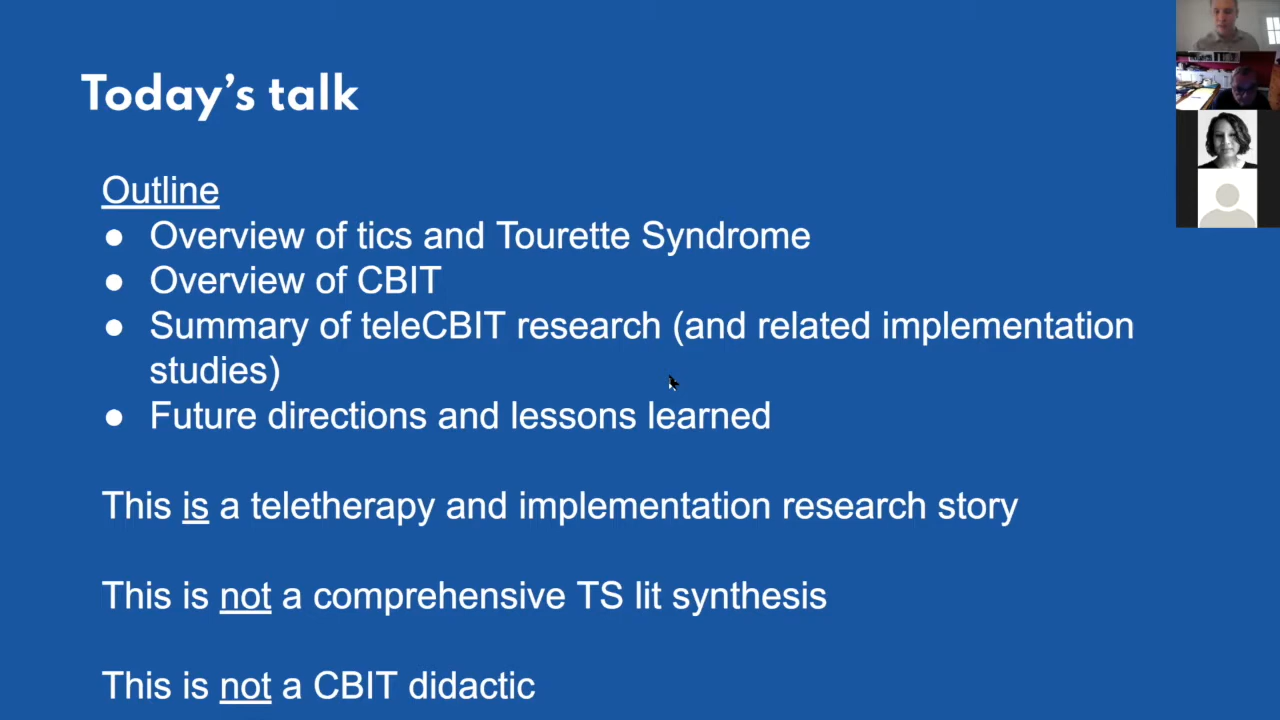 Today's talk
Outline
● Overview of tics and Tourette Syndrome
● Overview of CBIT
● Summary of teleCBIT research (and related implementation
studies)
● Future directions and lessons learned
This is a teletherapy and implementation research story
This is not a comprehensive TS lit synthesis
This is not a CBIT didactic